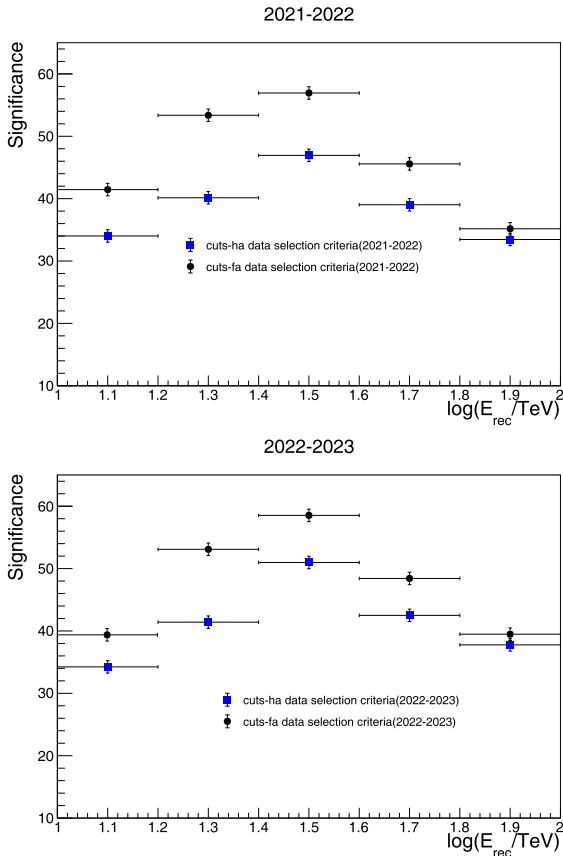 2021-2022
Significance
60
50
40
30
20
10
cuts-ha data selection criteria(2021-2022)
cuts-fa data selection criteria(2021-2022)
1 1.1 1.2 1.3 1.4 1.5 1.6 1.7 1.8 1.9 2
log(E_rec/TeV)
2022-2023
Significance
60
50
40
30
20
10
cuts-ha data selection criteria(2022-2023)
cuts-fa data selection criteria(2022-2023)
1 1.1 1.2 1.3 1.4 1.5 1.6 1.7 1.8 1.9 2
log(E_rec/TeV)